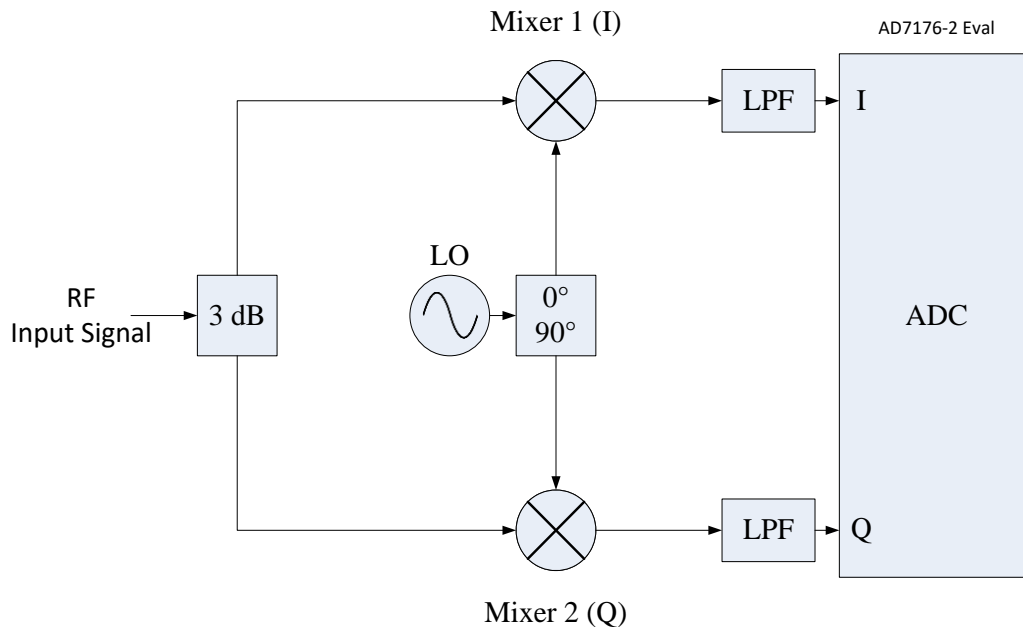 Mixer 1 (I)
AD7176-2 Eval
LPF
I
LO
RF
Input Signal
3 dB
0°
90°
ADC
LPF
Q
Mixer 2 (Q)